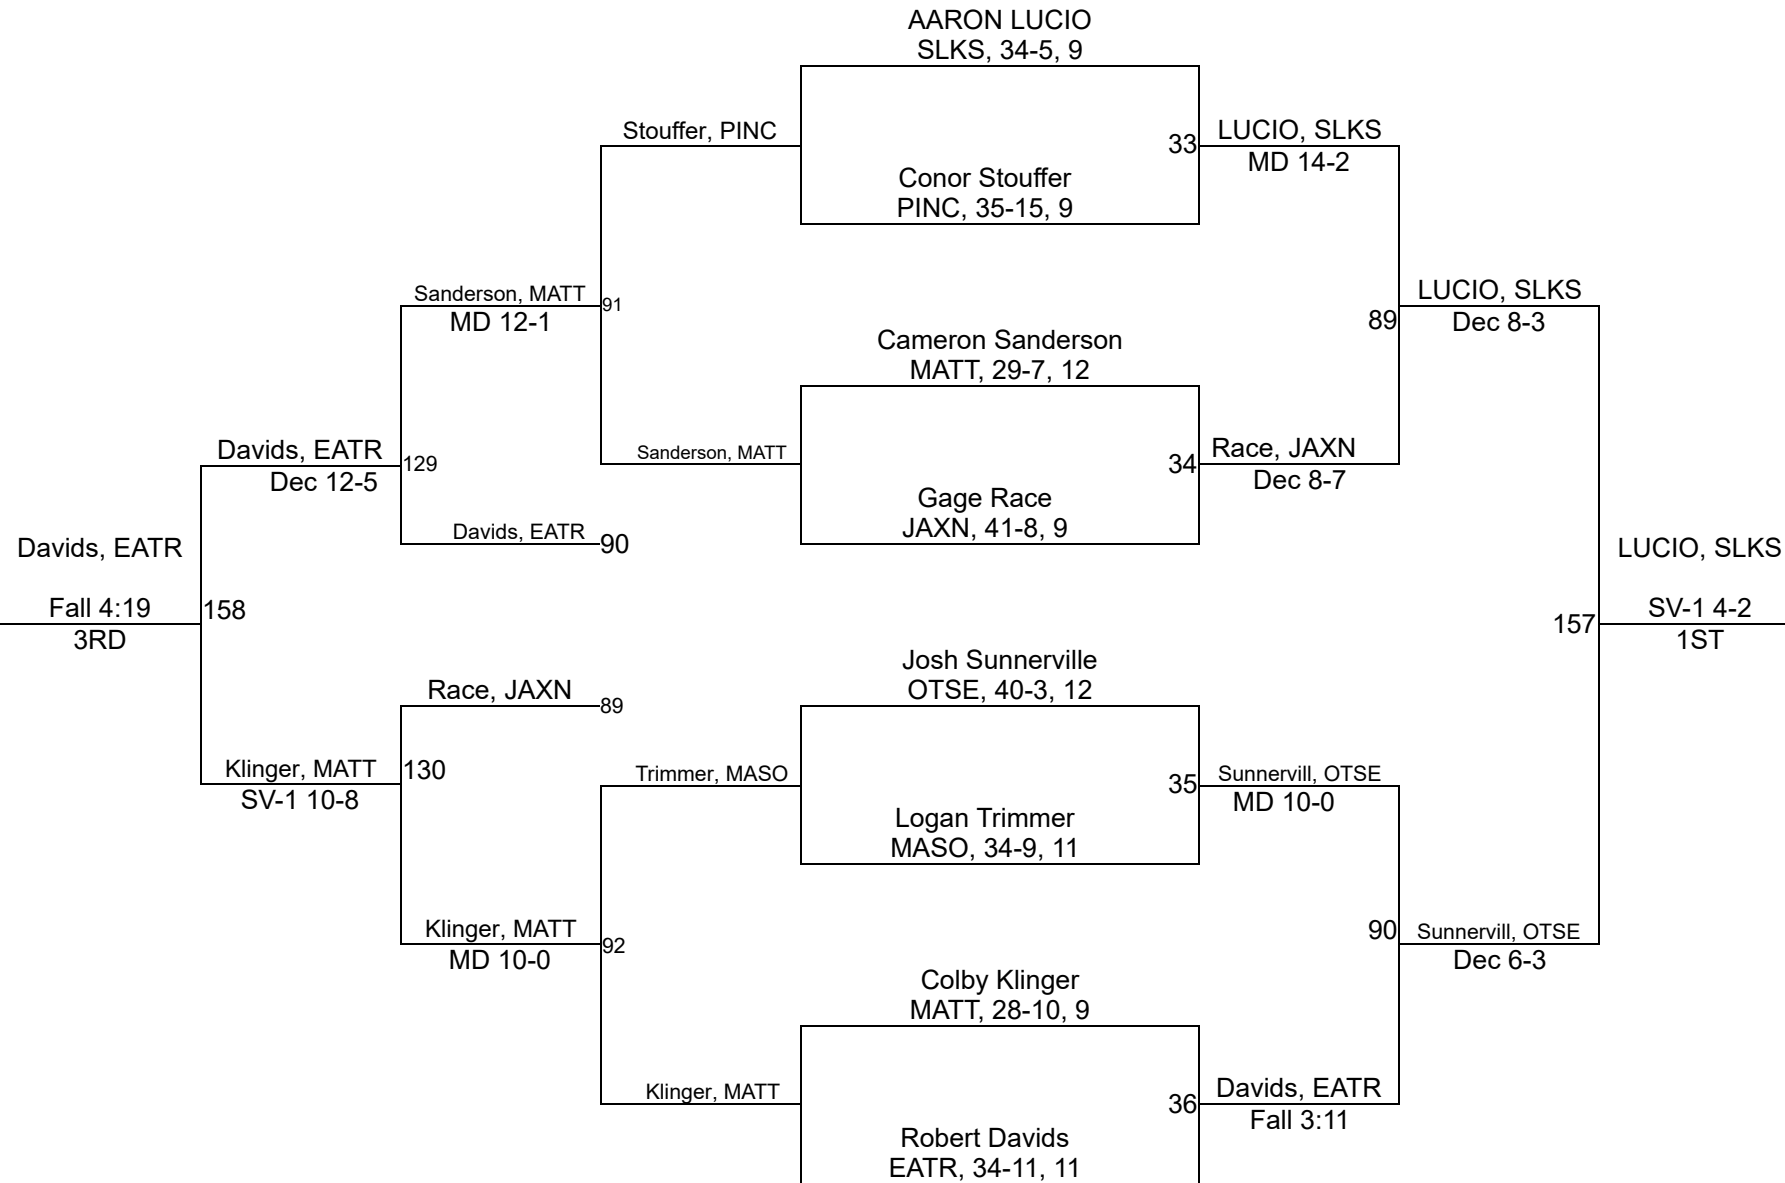 AARON LUCIO
SLKS, 34-5, 9
Stouffer, PINC
33
LUCIO, SLKS
MD 14-2
Conor Stouffer
PINC, 35-15, 9
Sanderson, MATT
MD 12-1
91
LUCIO, SLKS
Dec 8-3
89
Cameron Sanderson
MATT, 29-7, 12
Davids, EATR
Dec 12-5
129
Sanderson, MATT
34
Race, JAXN
Dec 8-7
Gage Race
JAXN, 41-8, 9
Davids, EATR
90
Davids, EATR
Fall 4:19
3RD
158
157
LUCIO, SLKS
SV-1 4-2
1ST
Josh Sunnerville
OTSE, 40-3, 12
Race, JAXN
89
Klinger, MATT
SV-1 10-8
130
Trimmer, MASO
35
Sunnervill, OTSE
MD 10-0
Logan Trimmer
MASO, 34-9, 11
Klinger, MATT
MD 10-0
92
90
Sunnervill, OTSE
Dec 6-3
Colby Klinger
MATT, 28-10, 9
Klinger, MATT
36
Davids, EATR
Fall 3:11
Robert Davids
EATR, 34-11, 11